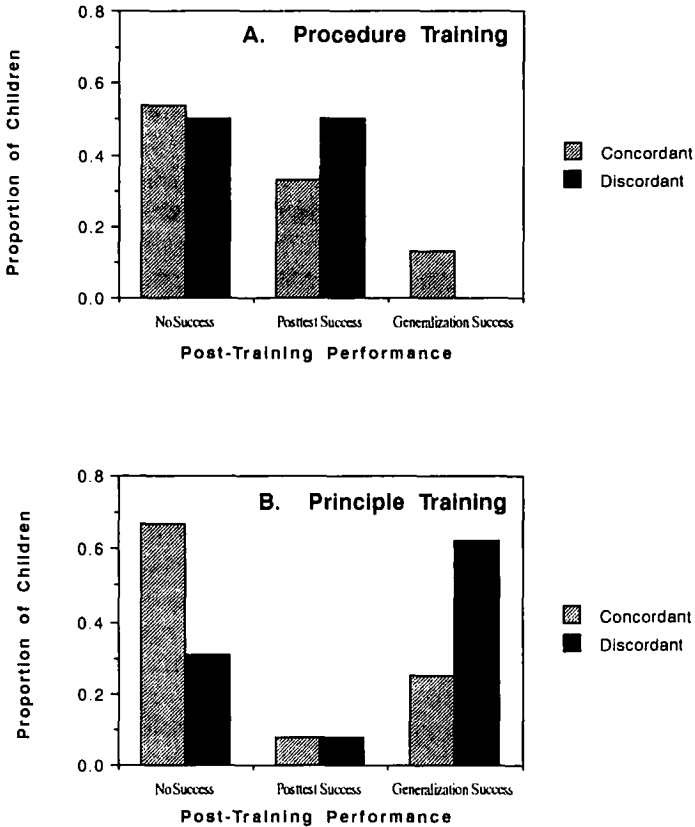 A. Procedure Training
0.8
0.6
0.4
0.2
0.0
Proportion of Children
No Success Posttest Success Generalization Success
Post-Training Performance
Concordant
Discordant
B. Principle Training
0.8
0.6
0.4
0.2
0.0
Proportion of Children
No Success Posttest Success Generalization Success
Post-Training Performance
Concordant
Discordant